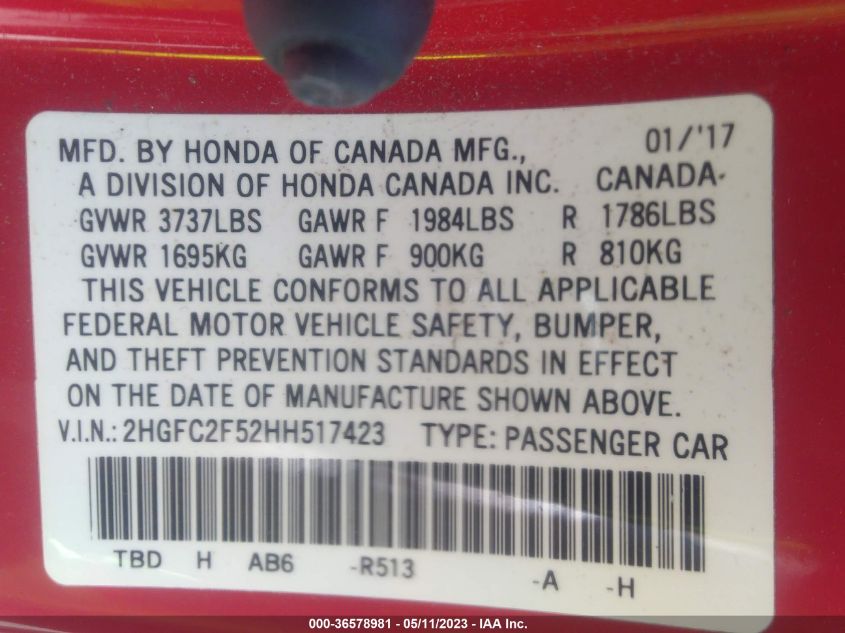 MFD. BY HONDA OF CANADA MFG., 01/'17
A DIVISION OF HONDA CANADA INC. CANADA
GVWR 3737LBS GAWR F 1984LBS R 1786LBS
GVWR 1695KG GAWR F 900KG R 810KG
THIS VEHICLE CONFORMS TO ALL APPLICABLE
FEDERAL MOTOR VEHICLE SAFETY, BUMPER,
AND THEFT PREVENTION STANDARDS IN EFFECT
ON THE DATE OF MANUFACTURE SHOWN ABOVE.
V.I.N.: 2HGFC2F52HH517423 TYPE: PASSENGER CAR
TBD H AB6 -R513 -A -H
000-36578981 - 05/11/2023 - IAA Inc.